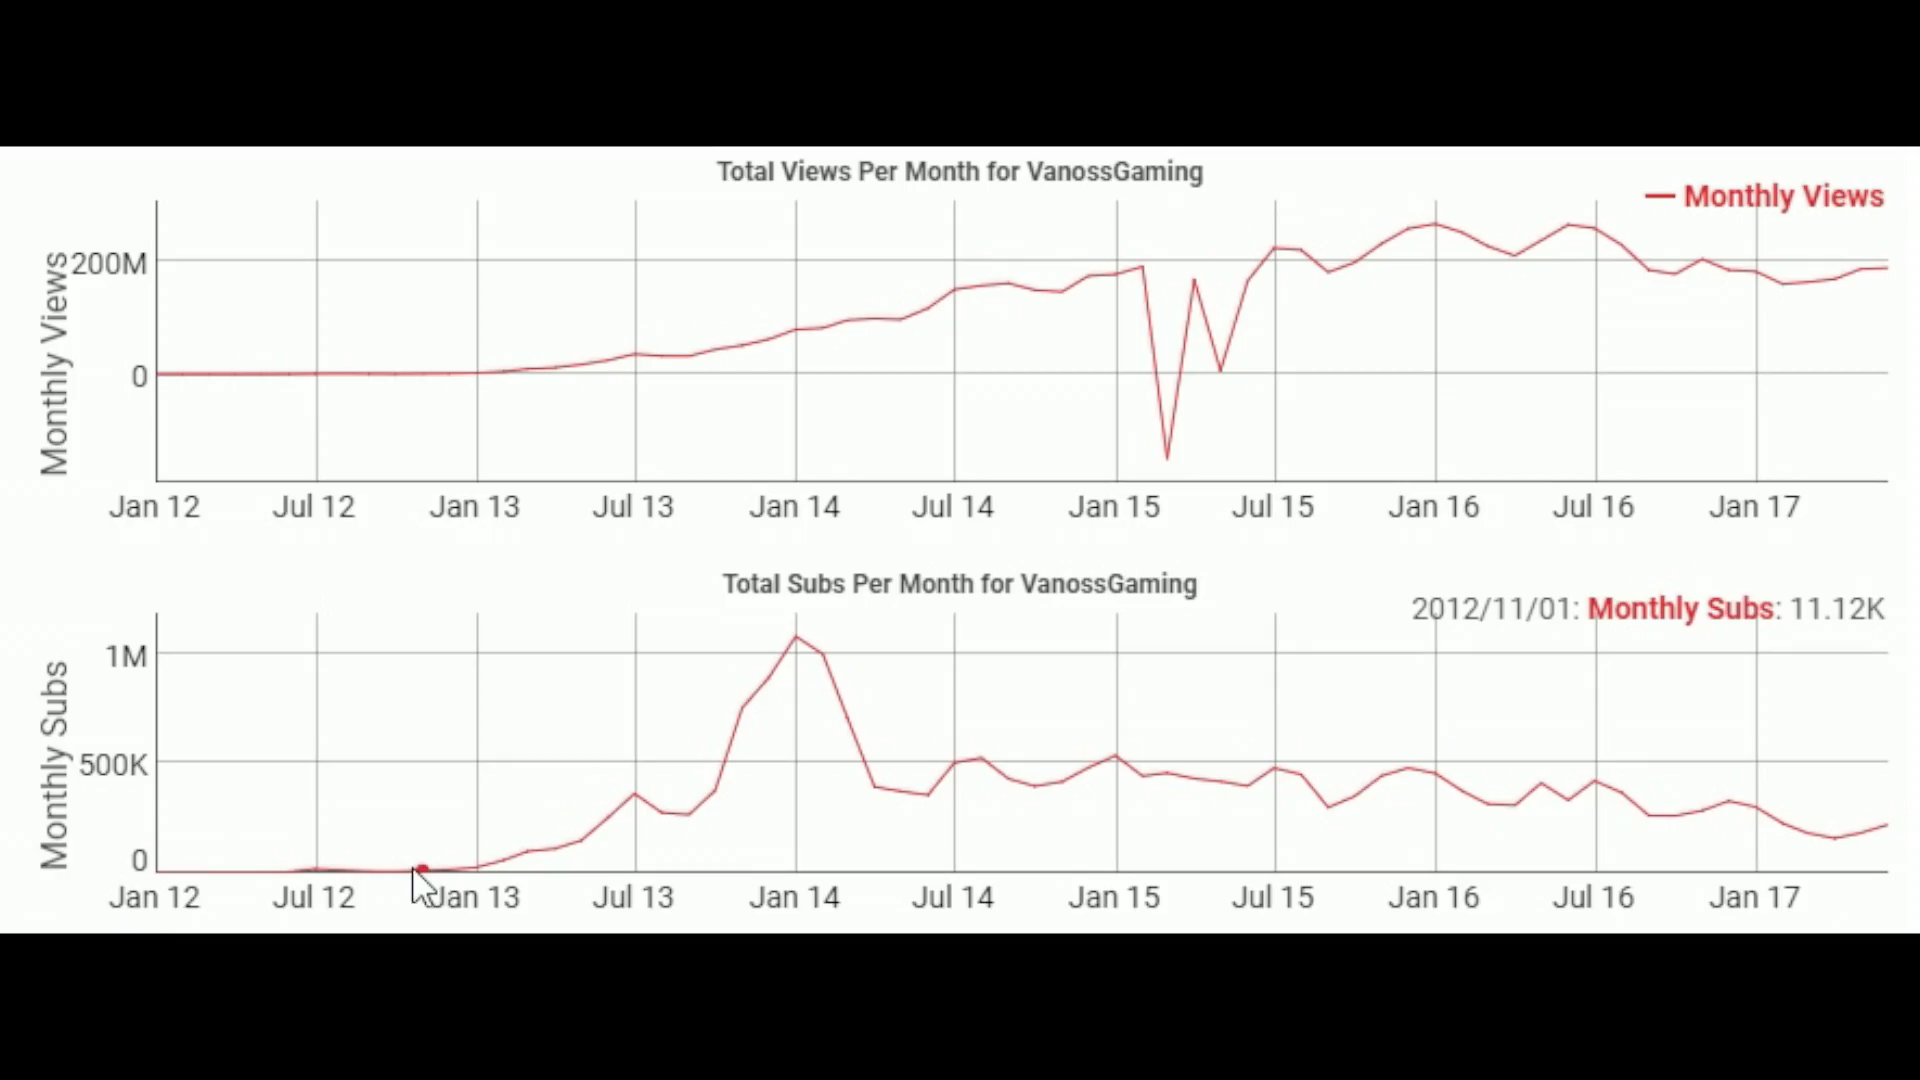 Total Views Per Month for VanossGaming
Monthly Views
Monthly Views
200M
0
Jan 12 Jul 12 Jan 13 Jul 13 Jan 14 Jul 14 Jan 15 Jul 15 Jan 16 Jul 16 Jan 17
Total Subs Per Month for VanossGaming
2012/11/01: Monthly Subs: 11.12K
Monthly Subs
1M
500K
0
Jan 12 Jul 12 Jan 13 Jul 13 Jan 14 Jul 14 Jan 15 Jul 15 Jan 16 Jul 16 Jan 17